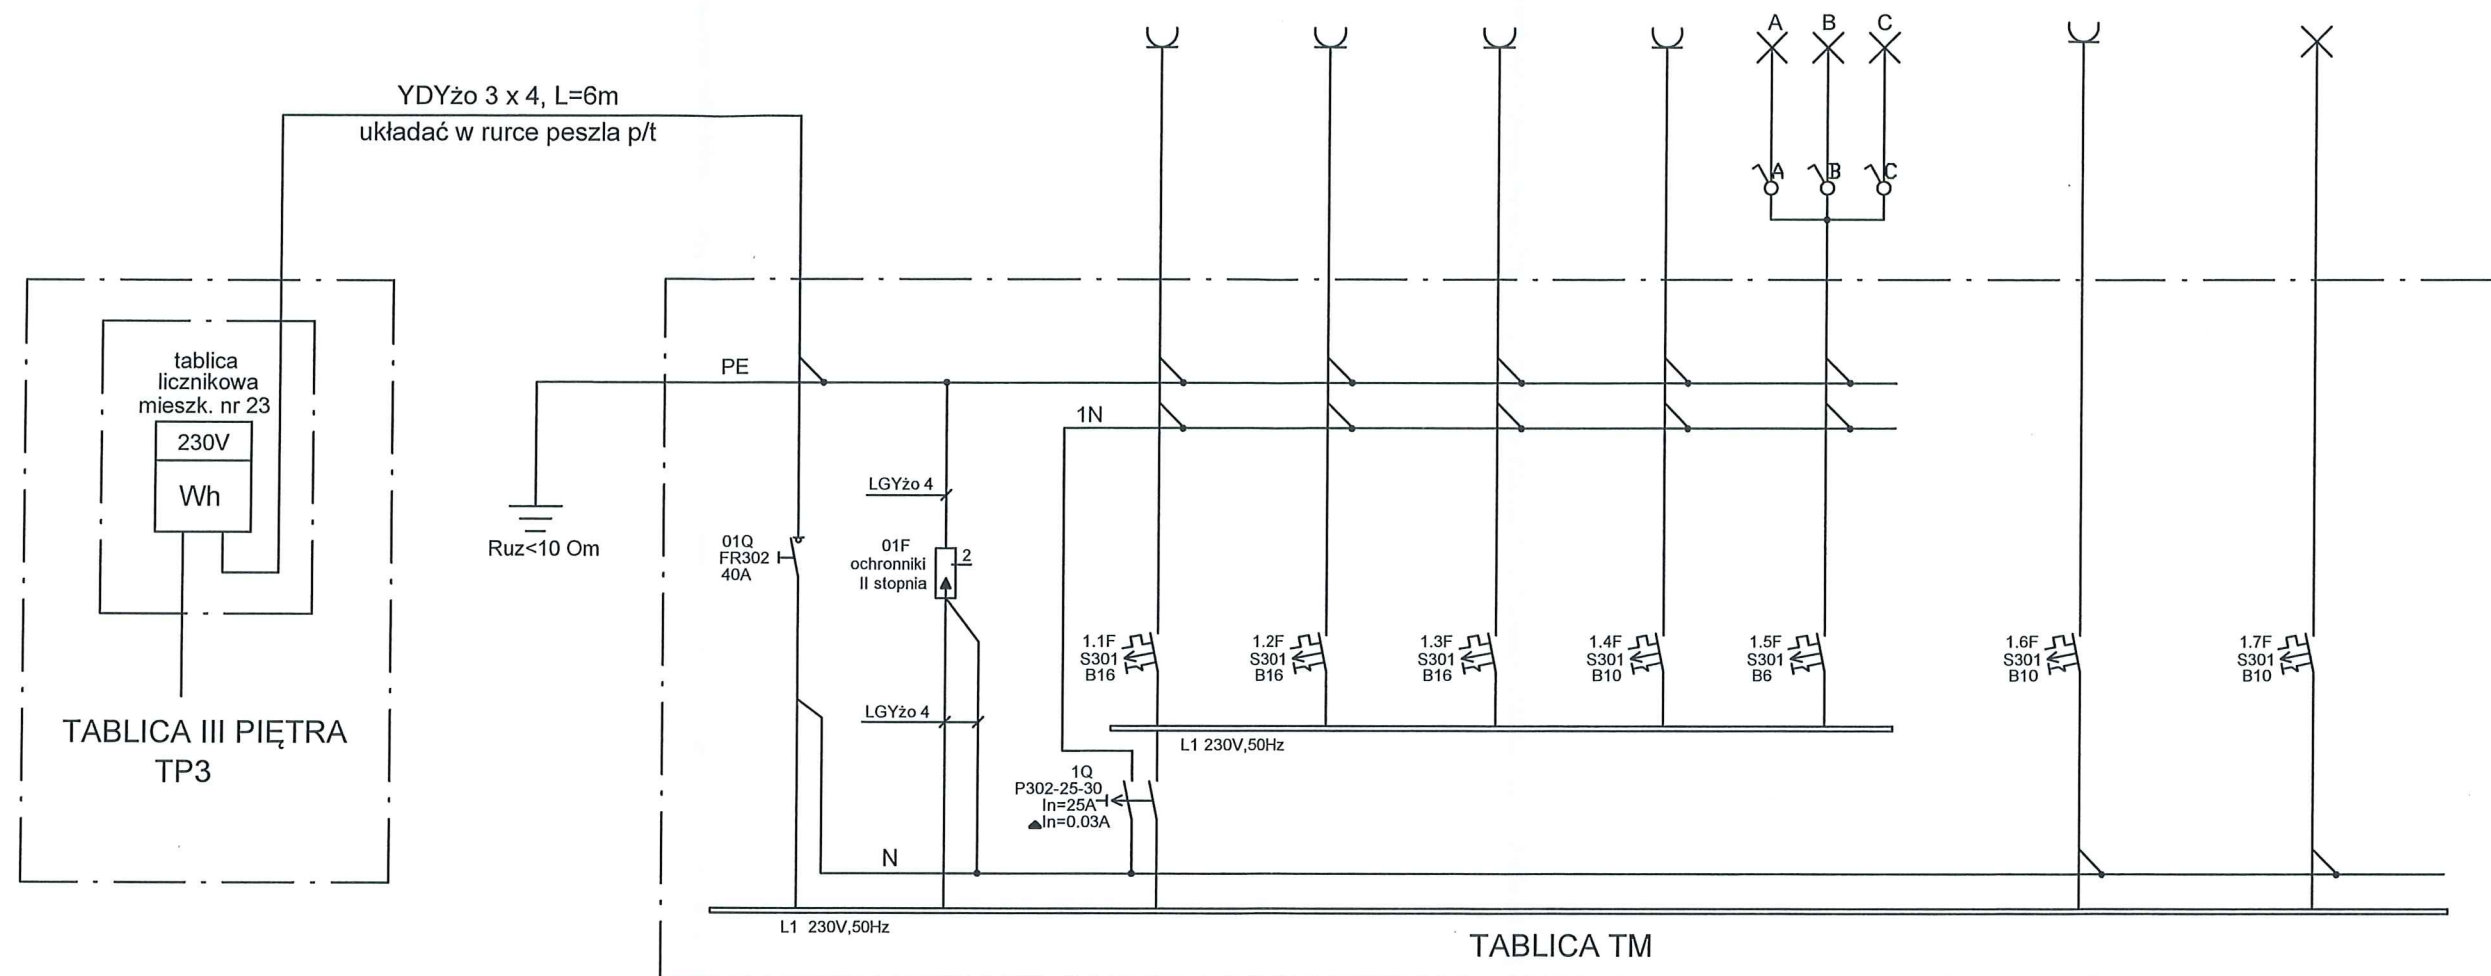 A B C
YDYżo 3 x 4, L=6m
układać w rurce peszla p/t
A B C
tablica
licznikowa
mieszk. nr 23
230V
Wh
TABLICA III PIĘTRA
TP3
PE
1N
Ruz<10 Om
LGYżo 4
01Q
FR302
40A
01F
ochronniki
II stopnia
2
LGYżo 4
1.1F
S301
B16
1.2F
S301
B16
1.3F
S301
B16
1.4F
S301
B10
1.5F
S301
B6
1.6F
S301
B10
1.7F
S301
B10
L1 230V,50Hz
1Q
P302-25-30
In=25A
▲In=0.03A
N
L1 230V,50Hz
TABLICA TM